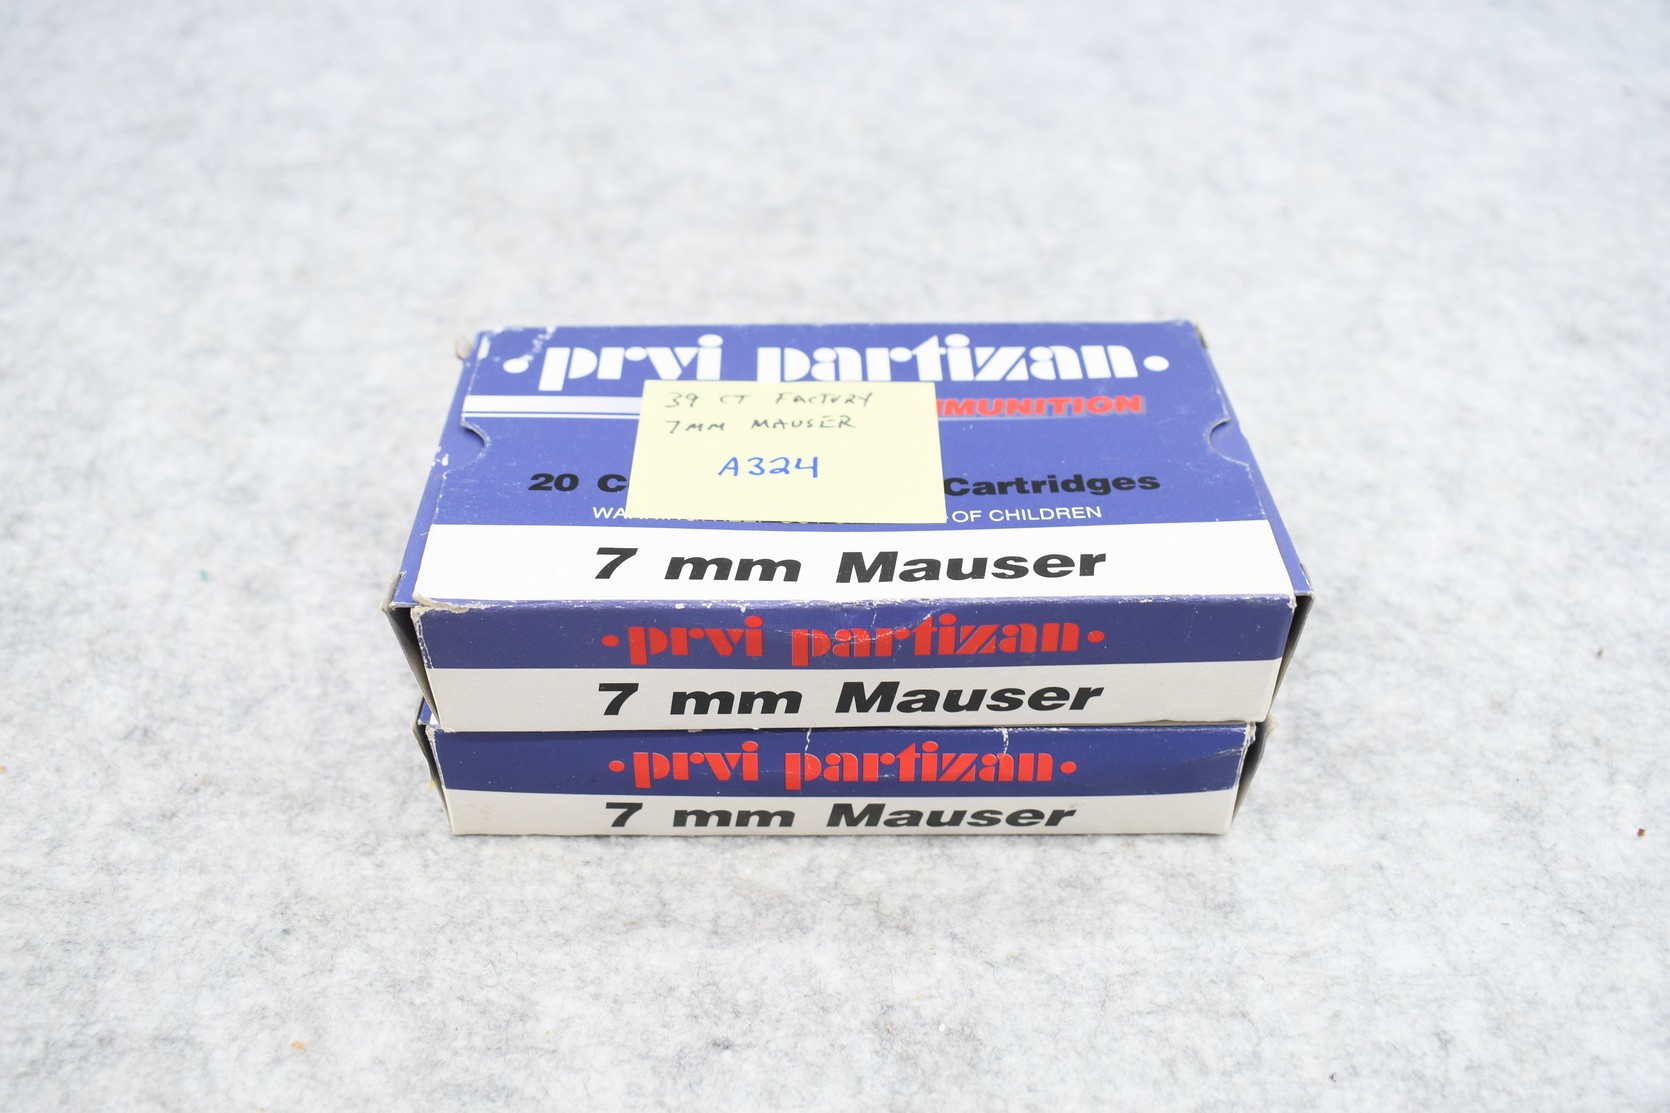 •prvi partizan•
MUNITION
39 CT FACTORY
7MM MAUSER
A324
20 C Cartridges
OF CHILDREN
7 mm Mauser
•prvi partizan•
7 mm Mauser
•prvi partizan•
7 mm Mauser